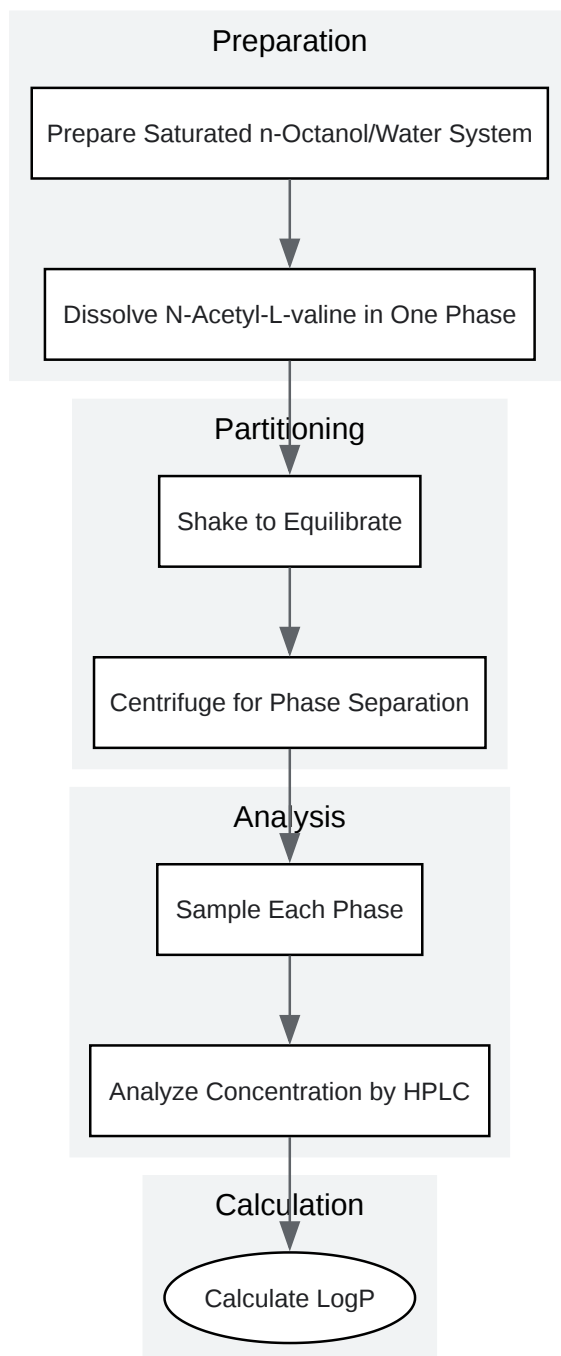 Preparation
Prepare Saturated n-Octanol/Water System
Dissolve N-Acetyl-L-valine in One Phase
Partitioning
Shake to Equilibrate
Centrifuge for Phase Separation
Analysis
Sample Each Phase
Analyze Concentration by HPLC
Calculation
Calculate LogP